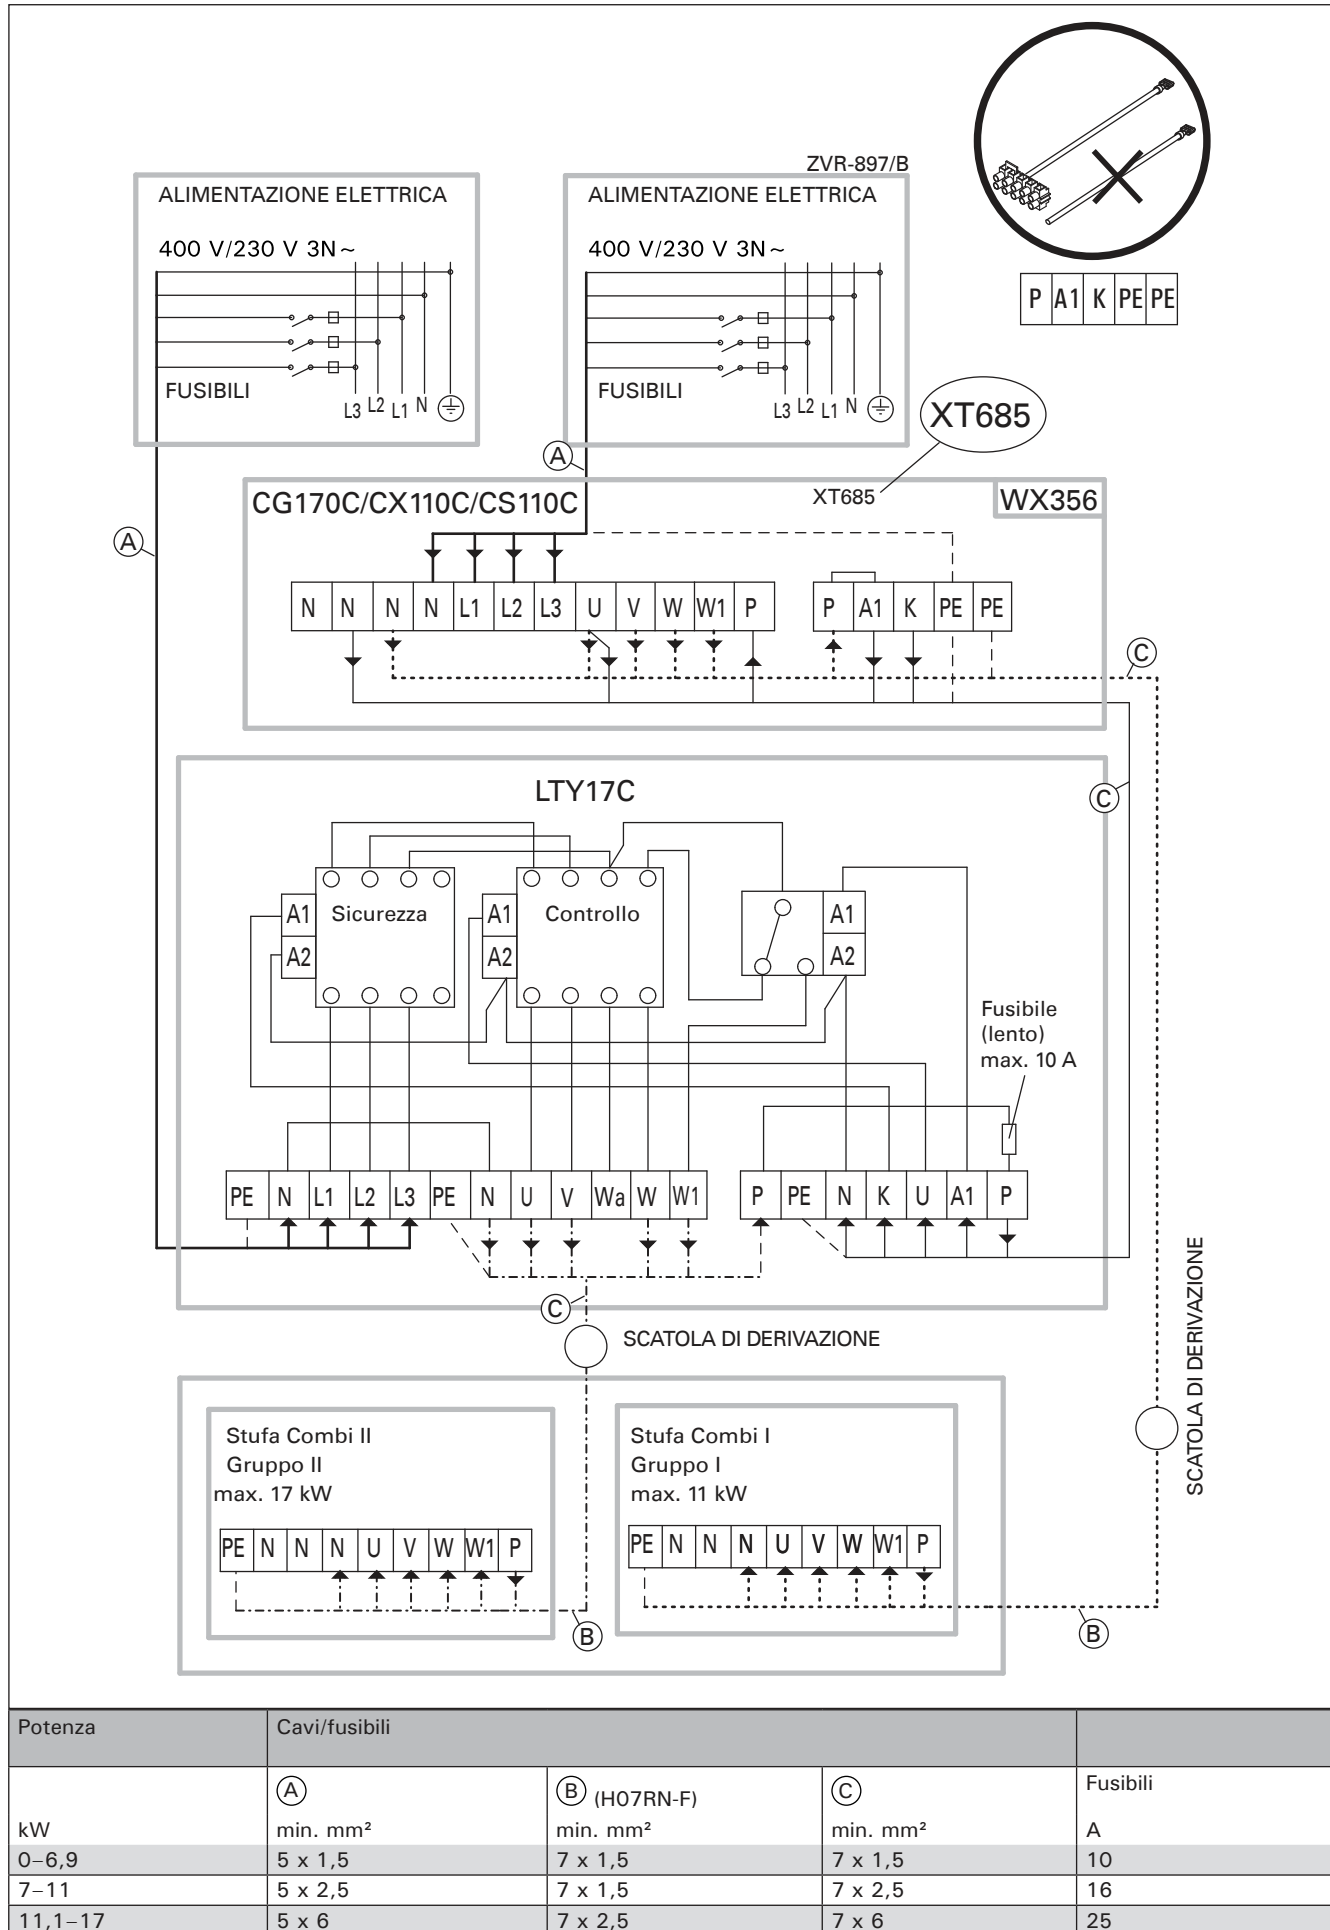 ZVR-897/B
ALIMENTAZIONE ELETTRICA
400 V/230 V 3N~
FUSIBILI
L3 L2 L1 N
ALIMENTAZIONE ELETTRICA
400 V/230 V 3N~
FUSIBILI
L3 L2 L1 N
P A1 K PE PE
XT685
A
A
CG170C/CX110C/CS110C
XT685
WX356
N N N N L1 L2 L3 U V W W1 P
P A1 K PE PE
C
C
LTY17C
A1
A2
Sicurezza
A1
A2
Controllo
A1
A2
Fusibile
(lento)
max. 10 A
PE N L1 L2 L3 PE N U V Wa W W1
P PE N K U A1 P
C
SCATOLA DI DERIVAZIONE
SCATOLA DI DERIVAZIONE
Stufa Combi II
Gruppo II
max. 17 kW
PE N N N U V W W1 P
B
Stufa Combi I
Gruppo I
max. 11 kW
PE N N N U V W W1 P
B
Potenza Cavi/fusibili
A B (H07RN-F) C Fusibili
kW min. mm² min. mm² min. mm² A
0–6,9 5 x 1,5 7 x 1,5 7 x 1,5 10
7–11 5 x 2,5 7 x 1,5 7 x 2,5 16
11,1–17 5 x 6 7 x 2,5 7 x 6 25